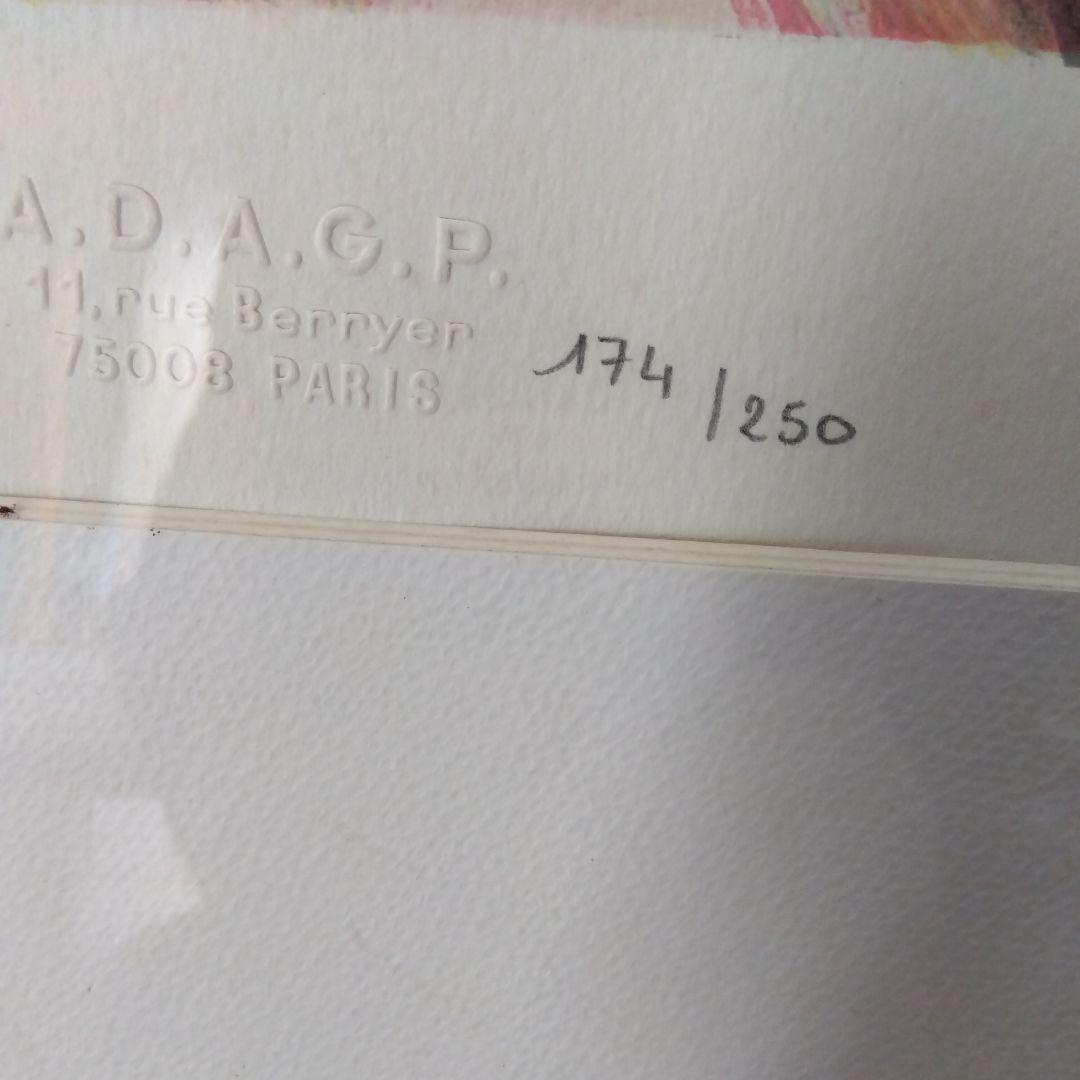 A.D.A.G.P.
11, rue Berryer
75008 PARIS
174/250